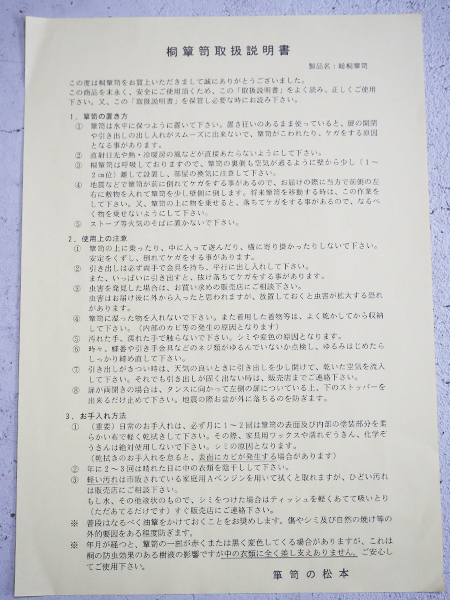 桐箪笥取扱説明書
製品名：総桐箪笥
この度は桐箪笥をお買上いただきまして誠にありがとうございました。
この商品を末永く、安全にご使用頂くため、この「取扱説明書」をよく読み、正しくご使用
下さい。又、この「取扱説明書」を保管し必要な時にお読み下さい。
１．箪笥の置き方
① 箪笥は水平に保つように置いて下さい。置き狂いのあるまま使っていると、扉の開閉
や引き出しの出し入れがスムーズに出来ないで、箪笥がこわれたり、ケガをする原因
となる事があります。
② 直射日光や熱・冷暖房の風などが直接あたらないようにして下さい。
③ 桐箪笥は呼吸しておりますので、箪笥の裏側も空気が通るように壁から少し（１～
２㎝位）離して設置し、部屋の換気に注意して下さい。
④ 地震などで箪笥が前に倒れてケガをする事があるので、お届けの際に当方で前側の左
右に敷物を入れて箪笥を少し壁側に倒します。将来箪笥を移動する時は、この作業を
して下さい。又、箪笥の上に物を乗せると、落ちてケガをする事があるので、なるべ
く物を乗せないようにして下さい。
⑤ ストーブ等火気のそばに置かないで下さい。
２．使用上の注意
① 箪笥の上に乗ったり、中に入って遊んだり、横に寄り掛かったりしないで下さい。
安定をくずし、倒れてケガをする事があります。
② 引き出しは必ず両手で金具を持ち、平行に出し入れして下さい。
また、いっぱいに引き出すと、抜け落ちてケガをする事があります。
③ 虫害を発見した場合は、お買い求めの販売店にご相談下さい。
虫害はお届け後に外から入ったと思われますが、放置しておくと虫害が拡大する恐れ
があります。
④ 箪笥に湿った物を入れないで下さい。また着用した着物等は、よく乾かしてから収納
して下さい。（内部のカビ等の発生の原因となります）
⑤ 汚れた手、濡れた手で触らないで下さい。シミや変色の原因となります。
⑥ 時々、蝶番や引き手金具などのネジ類がゆるんでいないか点検し、ゆるみはじめたら
しっかり締め直して下さい。
⑦ 引き出しがきつい時は、天気の良いときに引き出しを少し開けて、乾いた空気を流入
して下さい。それでも引き出しが固く出ない時は、販売店までご連絡下さい。
⑧ 扉が両開きの場合は、タンスに向かって左側の扉についている上、下のストッパーを
出来るだけ止めて下さい。地震の際お盆が外に落ちるのを防ぎます。
３．お手入れ方法
① （重要）日常のお手入れは、必ず月に１～２回は箪笥の表面及び内部の塗装部分を柔
らかい布で軽く乾拭きして下さい。その際、家具用ワックスや濡れぞうきん、化学ぞ
うきんは絶対使用しないで下さい。シミの原因となります。
（乾拭きのお手入れを怠ると、表面にカビが発生する場合があります）
② 年に２～３回は晴れた日に中の衣類を陰干しして下さい。
③ 軽い汚れは市販されている家庭用Ａベンジンを用いて拭くと取れますが、ひどい汚れ
は販売店にご相談下さい。
もし水、その他液状のもので、シミをつけた場合はティッシュを軽くあてて吸いとり
（ただあてるだけです）すぐ販売店にご連絡下さい。
※ 普段はなるべく油箪をかけておくことをお奨めします。傷やシミ及び自然の焼け等の
外的要因をある程度防ぎます。
※ 年月が経つと、箪笥の一部が赤くまたは黒く変色してくる場合がありますが、これは
桐の防虫効果のある樹液の影響ですが中の衣類に全く差し支えありません。ご安心し
てご使用下さい。
箪笥の松本